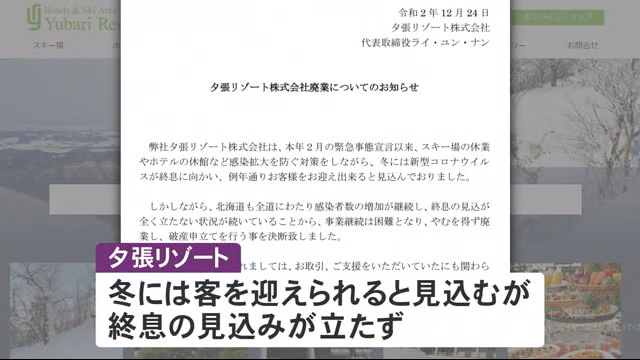 Hotels & Ski Area
Yubari Res
オンラインショップ
スキー場
お問合せ
令和2年12月24日
夕張リゾート株式会社
代表取締役ライ・ユン・ナン
夕張リゾート株式会社廃業についてのお知らせ
弊社夕張リゾート株式会社は、本年2月の緊急事態宣言以来、スキー場の休業
やホテルの休館など感染拡大を防ぐ対策をしながら、冬には新型コロナウイル
スが終息に向かい、例年通りお客様をお迎え出来ると見込んでおりました。
しかしながら、北海道も全道にわたり感染者数の増加が継続し、終息の見込が
全く立たない状況が続いていることから、事業継続は困難となり、やむを得ず廃
業し、破産申立てを行う事を決断致しました。
れましては、お取引、ご支援をいただいていたにも関わら
夕張リゾート
冬には客を迎えられると見込むが
終息の見込みが立たず